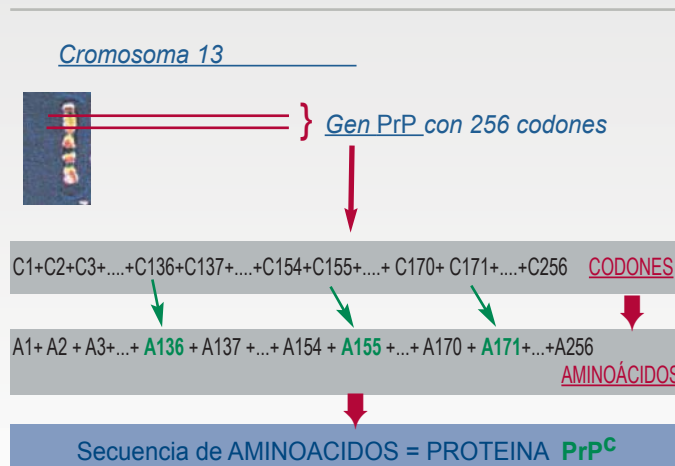 Cromosoma 13
} Gen PrP con 256 codones
C1+C2+C3+....+C136+C137+....+C154+C155+....+ C170+ C171+....+C256 CODONES
A1+ A2 + A3+...+ A136 + A137 +...+ A154 + A155 +...+ A170 + A171+...+A256
AMINOÁCIDOS
Secuencia de AMINOACIDOS = PROTEINA PrPᶜ